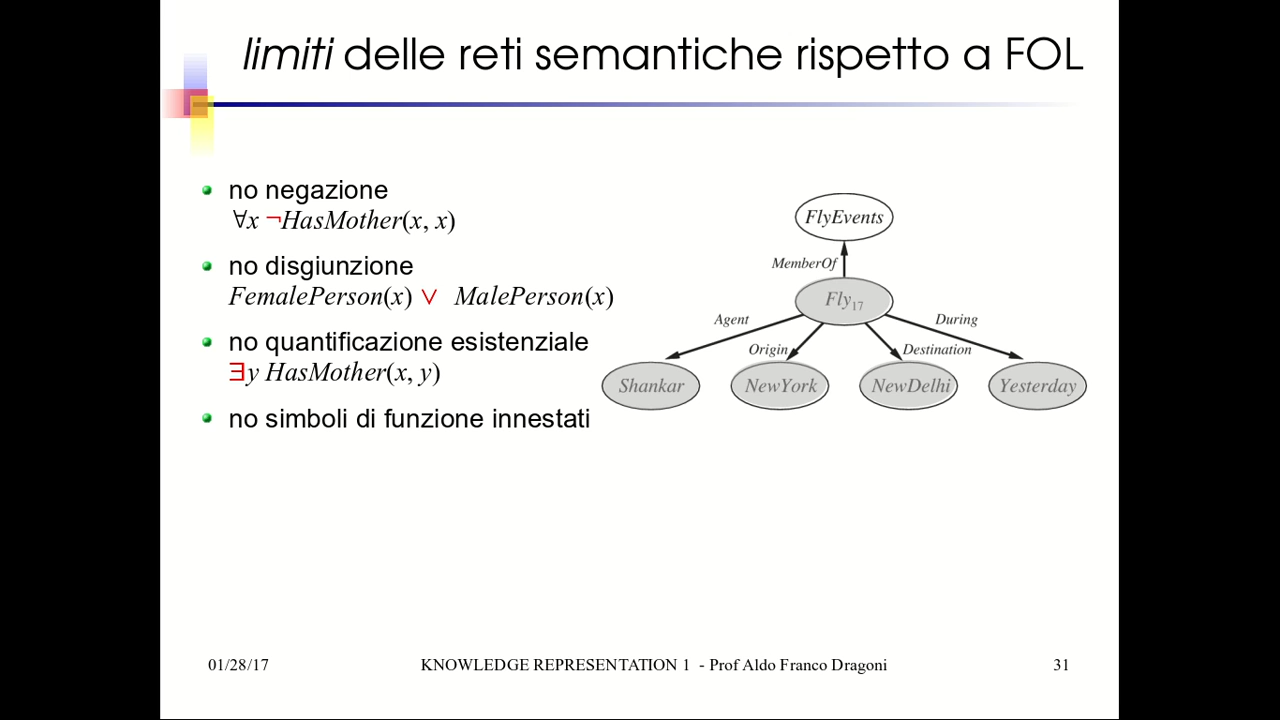 limiti delle reti semantiche rispetto a FOL
no negazione
∀x ¬HasMother(x, x)
no disgiunzione
FemalePerson(x) ∨ MalePerson(x)
no quantificazione esistenziale
∃y HasMother(x, y)
no simboli di funzione innestati
FlyEvents
MemberOf
Fly17
Agent
During
Origin
Destination
Shankar
NewYork
NewDelhi
Yesterday
01/28/17
KNOWLEDGE REPRESENTATION 1 - Prof Aldo Franco Dragoni
31